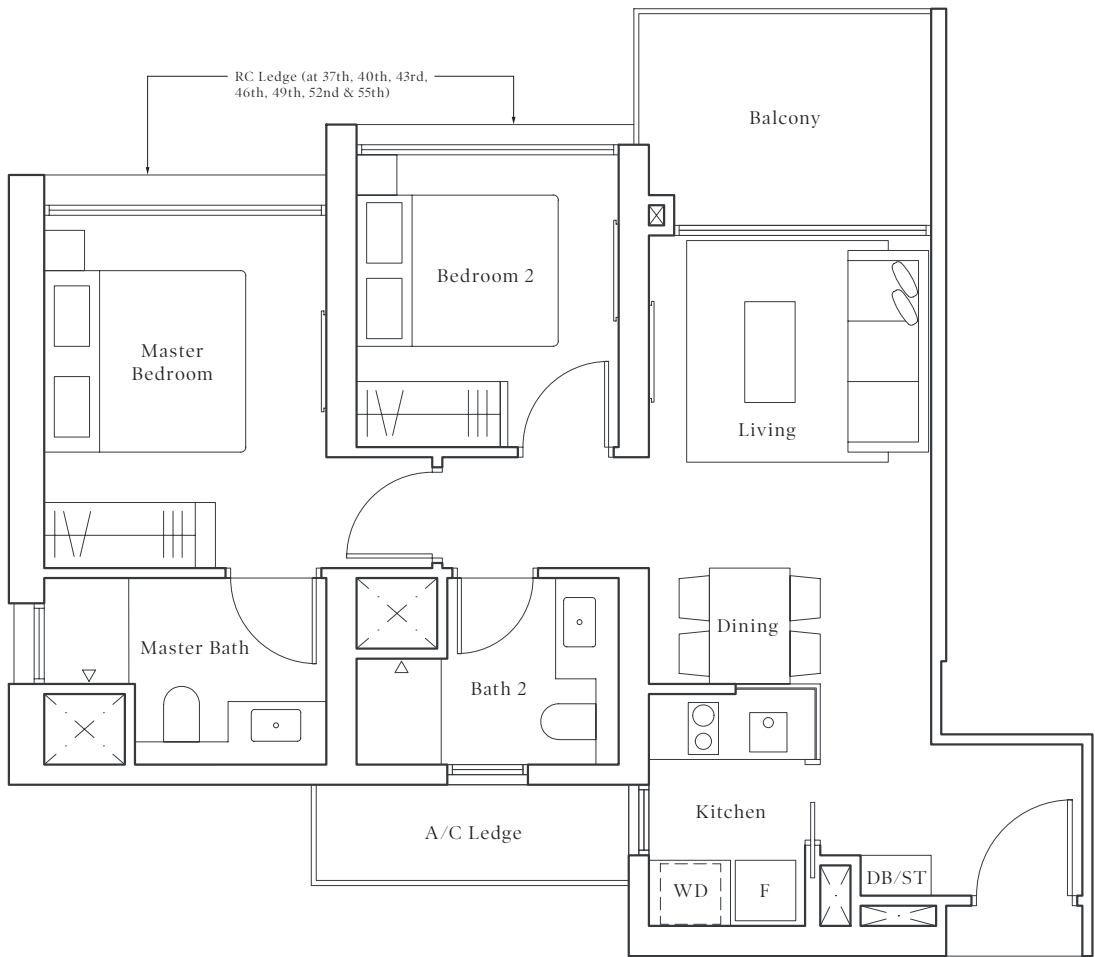 RC Ledge (at 37th, 40th, 43rd,
46th, 49th, 52nd & 55th)
Balcony
Bedroom 2
Master
Bedroom
Living
Dining
Master Bath
Bath 2
Kitchen
A/C Ledge
WD
F
DB/ST